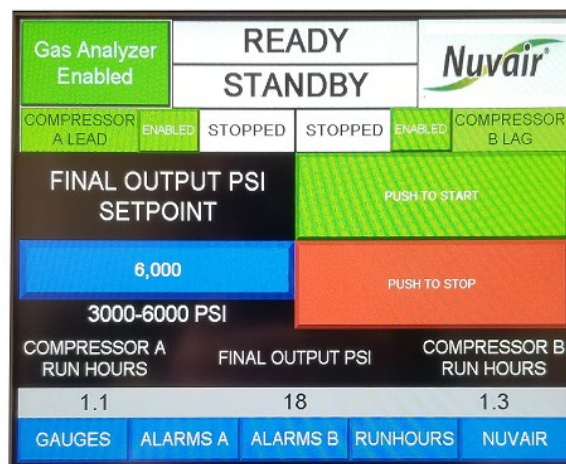 Gas Analyzer
Enabled
READY
STANDBY
Nuvair®
COMPRESSOR
A LEAD
ENABLED
STOPPED
STOPPED
ENABLED
COMPRESSOR
B LAG
FINAL OUTPUT PSI
SETPOINT
PUSH TO START
6,000
PUSH TO STOP
3000-6000 PSI
COMPRESSOR A
RUN HOURS
FINAL OUTPUT PSI
COMPRESSOR B
RUN HOURS
1.1
18
1.3
GAUGES
ALARMS A
ALARMS B
RUNHOURS
NUVAIR